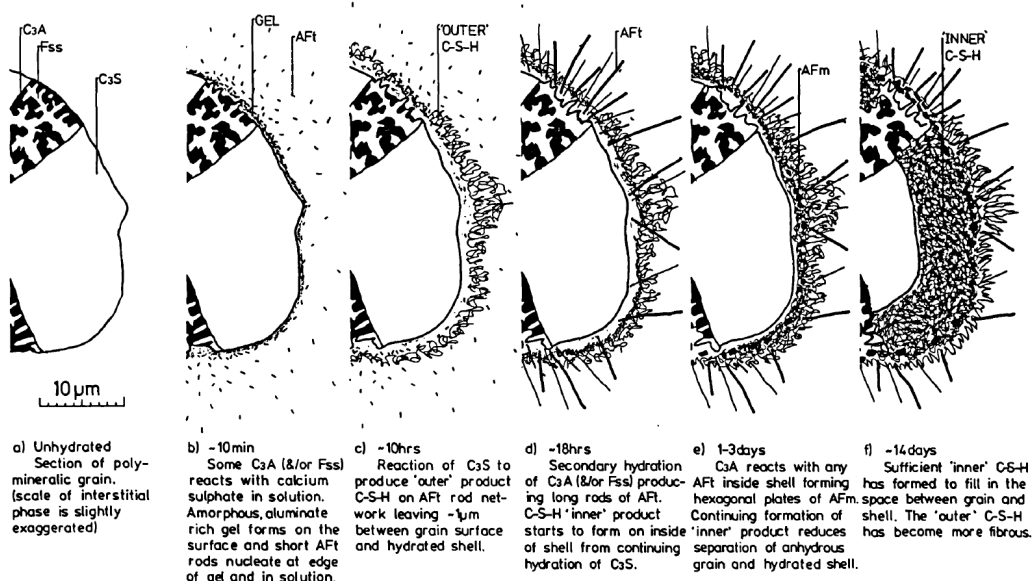 C3A
Fss
C3S
GEL
AFt
'OUTER'
C-S-H
AFt
AFm
'INNER'
C-S-H
10μm
a) Unhydrated
Section of poly-
mineralic grain.
(scale of interstitial
phase is slightly
exaggerated)
b) ~10min
Some C3A (&/or Fss)
reacts with calcium
sulphate in solution.
Amorphous, aluminate
rich gel forms on the
surface and short AFt
rods nucleate at edge
of gel and in solution.
c) ~10hrs
Reaction of C3S to
produce 'outer' product
C-S-H on AFt rod net-
work leaving ~1μm
between grain surface
and hydrated shell.
d) ~18hrs
Secondary hydration
of C3A (&/or Fss) produc-
ing long rods of AFt.
C-S-H 'inner' product
starts to form on inside
of shell from continuing
hydration of C3S.
e) 1-3days
C3A reacts with any
AFt inside shell forming
hexagonal plates of AFm.
Continuing formation of
'inner' product reduces
separation of anhydrous
grain and hydrated shell.
f) ~14days
Sufficient 'inner' C-S-H
has formed to fill in the
space between grain and
shell. The 'outer' C-S-H
has become more fibrous.